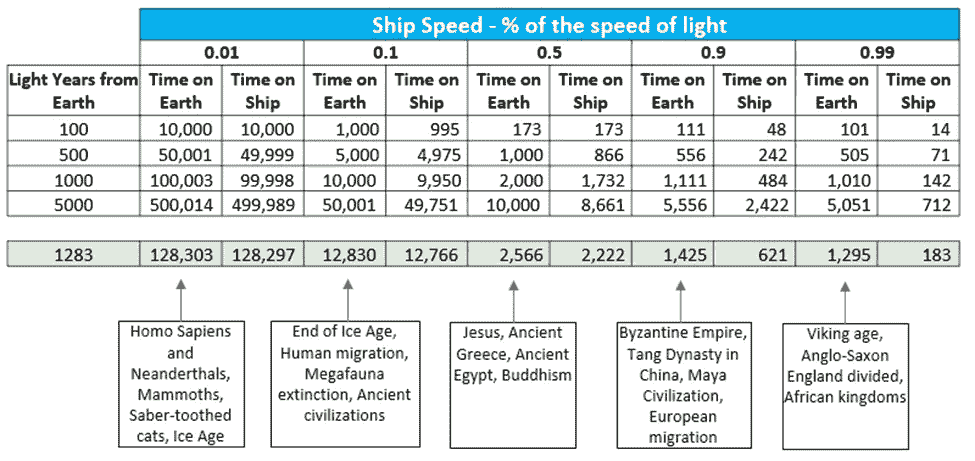 Ship Speed - % of the speed of light
0.01 0.1 0.5 0.9 0.99
Light Years from Time on Time on Time on Time on Time on Time on Time on Time on Time on Time on
Earth Earth Ship Earth Ship Earth Ship Earth Ship Earth Ship
100 10,000 10,000 1,000 995 173 173 111 48 101 14
500 50,001 49,999 5,000 4,975 1,000 866 556 242 505 71
1000 100,003 99,998 10,000 9,950 2,000 1,732 1,111 484 1,010 142
5000 500,014 499,989 50,001 49,751 10,000 8,661 5,556 2,422 5,051 712
1283 128,303 128,297 12,830 12,766 2,566 2,222 1,425 621 1,295 183
Homo Sapiens
and
Neanderthals,
Mammoths,
Saber-toothed
cats, Ice Age
End of Ice Age,
Human migration,
Megafauna
extinction, Ancient
civilizations
Jesus, Ancient
Greece, Ancient
Egypt, Buddhism
Byzantine Empire,
Tang Dynasty in
China, Maya
Civilization,
European
migration
Viking age,
Anglo-Saxon
England divided,
African kingdoms